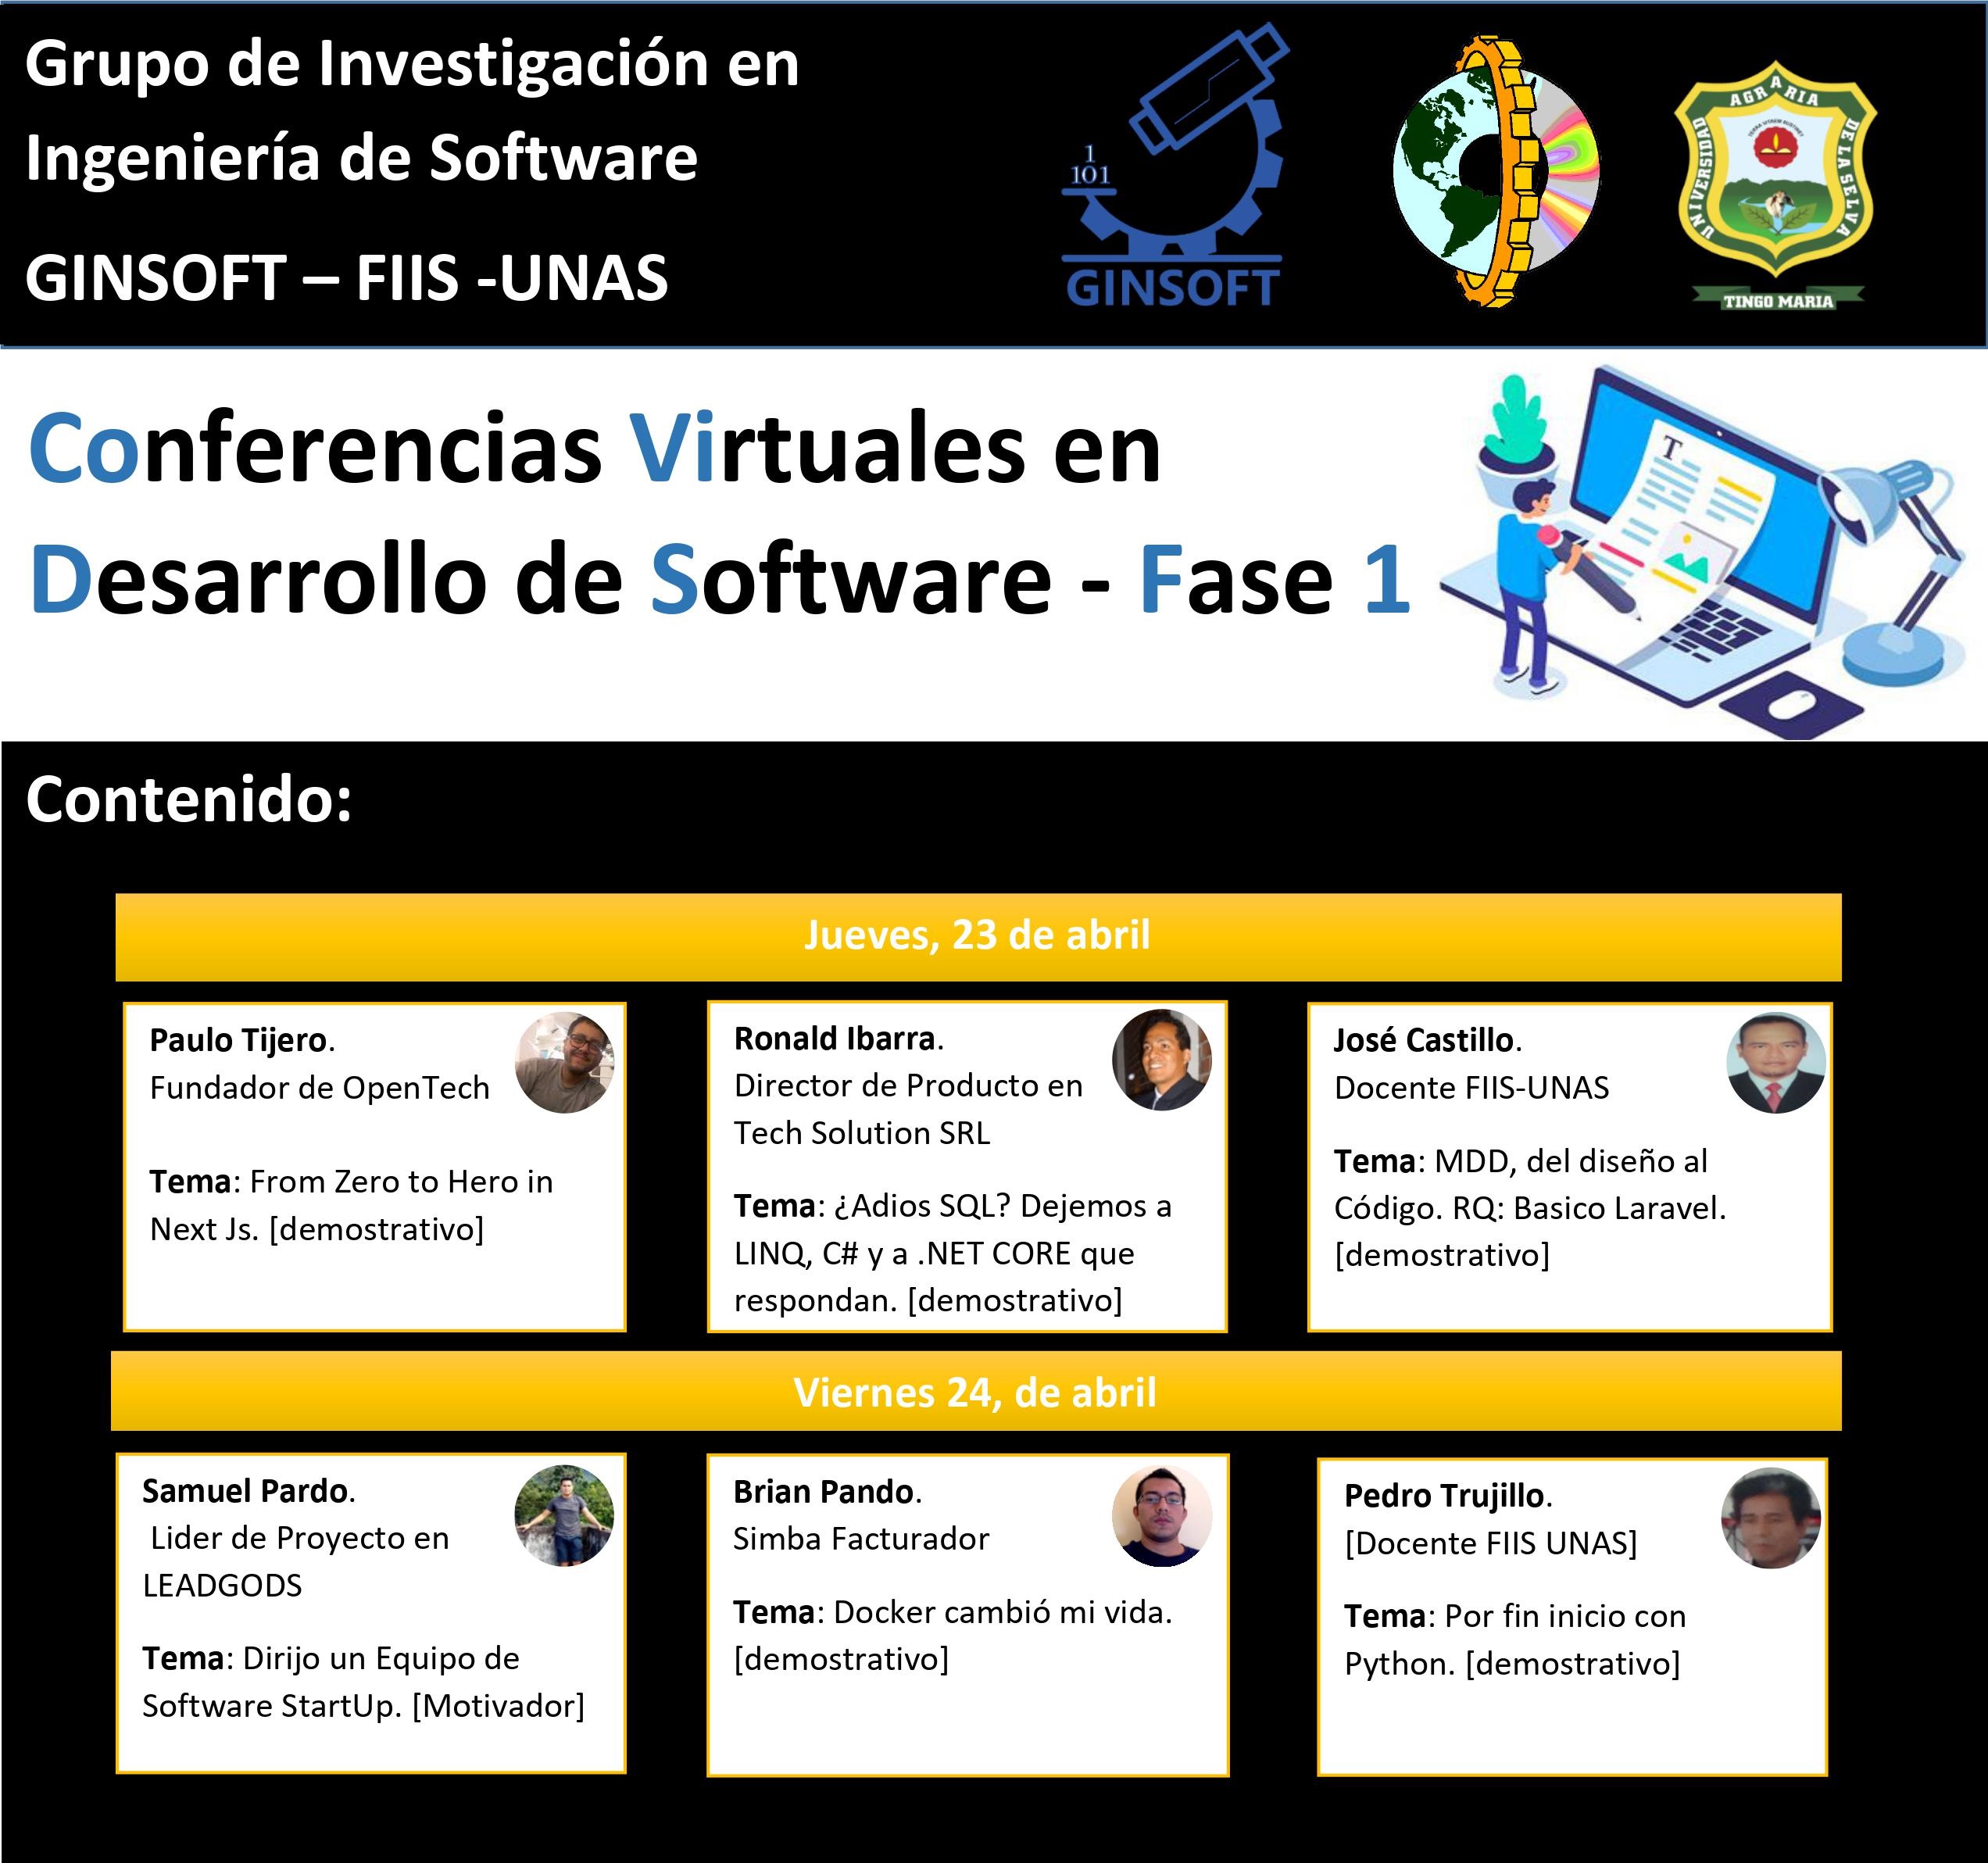 Grupo de Investigación en
Ingeniería de Software
GINSOFT – FIIS -UNAS
1
101
GINSOFT
UNIVERSIDAD AGRARIA DE LA SELVA
TINGO MARIA
Conferencias Virtuales en
Desarrollo de Software - Fase 1
T
Contenido:
Jueves, 23 de abril
Paulo Tijero.
Fundador de OpenTech
Tema: From Zero to Hero in
Next Js. [demostrativo]
Ronald Ibarra.
Director de Producto en
Tech Solution SRL
Tema: ¿Adios SQL? Dejemos a
LINQ, C# y a .NET CORE que
respondan. [demostrativo]
José Castillo.
Docente FIIS-UNAS
Tema: MDD, del diseño al
Código. RQ: Basico Laravel.
[demostrativo]
Viernes 24, de abril
Samuel Pardo.
Lider de Proyecto en
LEADGODS
Tema: Dirijo un Equipo de
Software StartUp. [Motivador]
Brian Pando.
Simba Facturador
Tema: Docker cambió mi vida.
[demostrativo]
Pedro Trujillo.
[Docente FIIS UNAS]
Tema: Por fin inicio con
Python. [demostrativo]